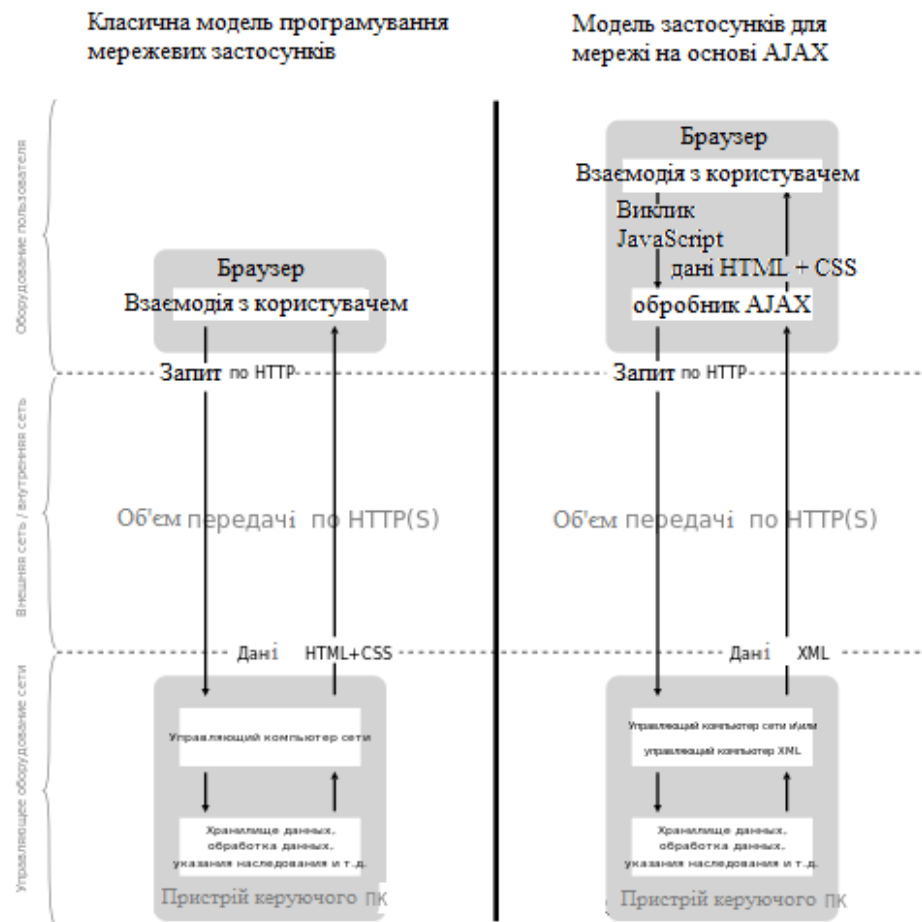 Класична модель програмування
мережевих застосунків
Модель застосунків для
мережі на основі AJAX
Оборудование пользователя
Внешняя сеть / внутренняя сеть
Управляющее оборудование сети
Браузер
Взаємодія з користувачем
Запит по HTTP
Об'єм передачі по HTTP(S)
Дані HTML+CSS
Управляющий компьютер сети
Хранилище данных,
обработка данных,
указания наследования и т.д.
Пристрій керуючого ПК
Браузер
Взаємодія з користувачем
Виклик
JavaScript
дані HTML + CSS
обробник AJAX
Запит по HTTP
Об'єм передачі по HTTP(S)
Дані XML
Управляющий компьютер сети и\или
управляющий компьютер XML
Хранилище данных,
обработка данных,
указания наследования и т.д.
Пристрій керуючого ПК